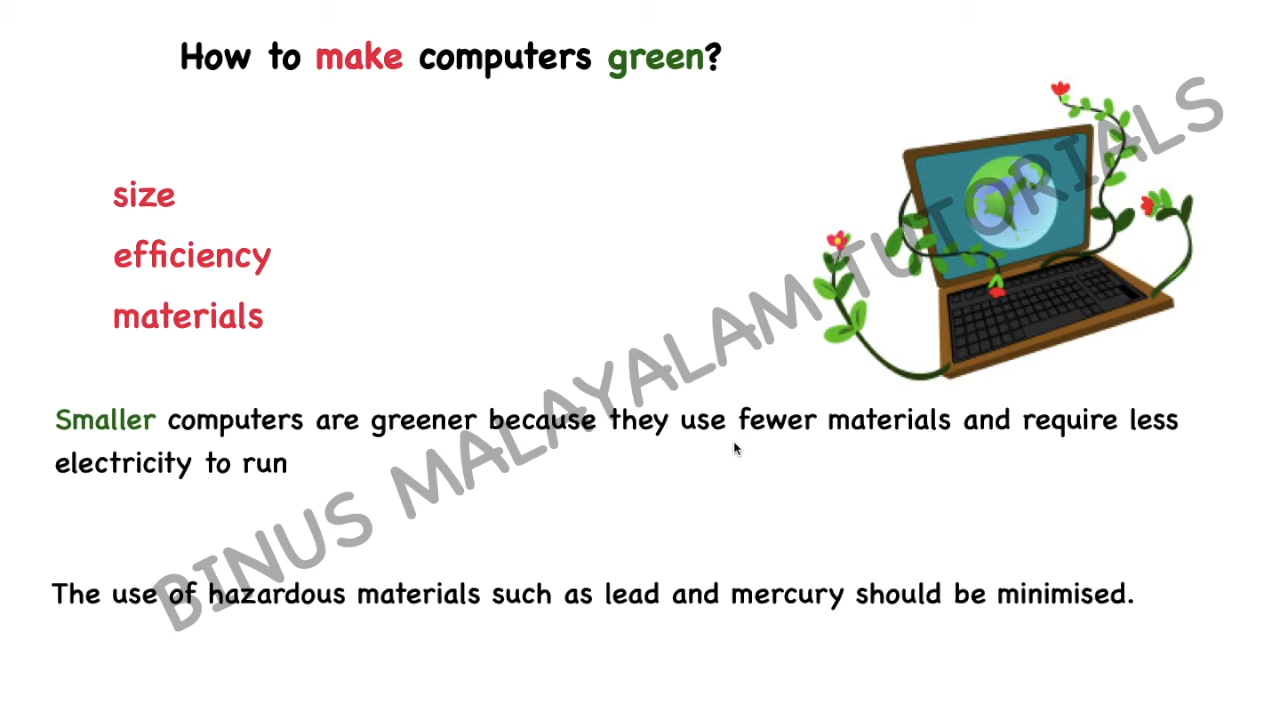 How to make computers green?
size
efficiency
materials
Smaller computers are greener because they use fewer materials and require less
electricity to run
The use of hazardous materials such as lead and mercury should be minimised.
BINUS MALAYALAM TUTORIALS